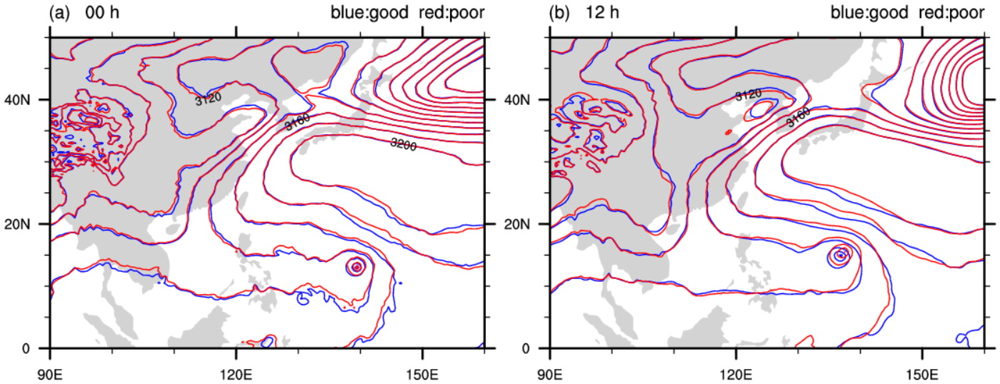 (a) 00 h blue:good red:poor
(b) 12 h blue:good red:poor
40N
20N
0
90E 120E 150E
3120
3160
3200
40N
20N
0
90E 120E 150E
3120
3160